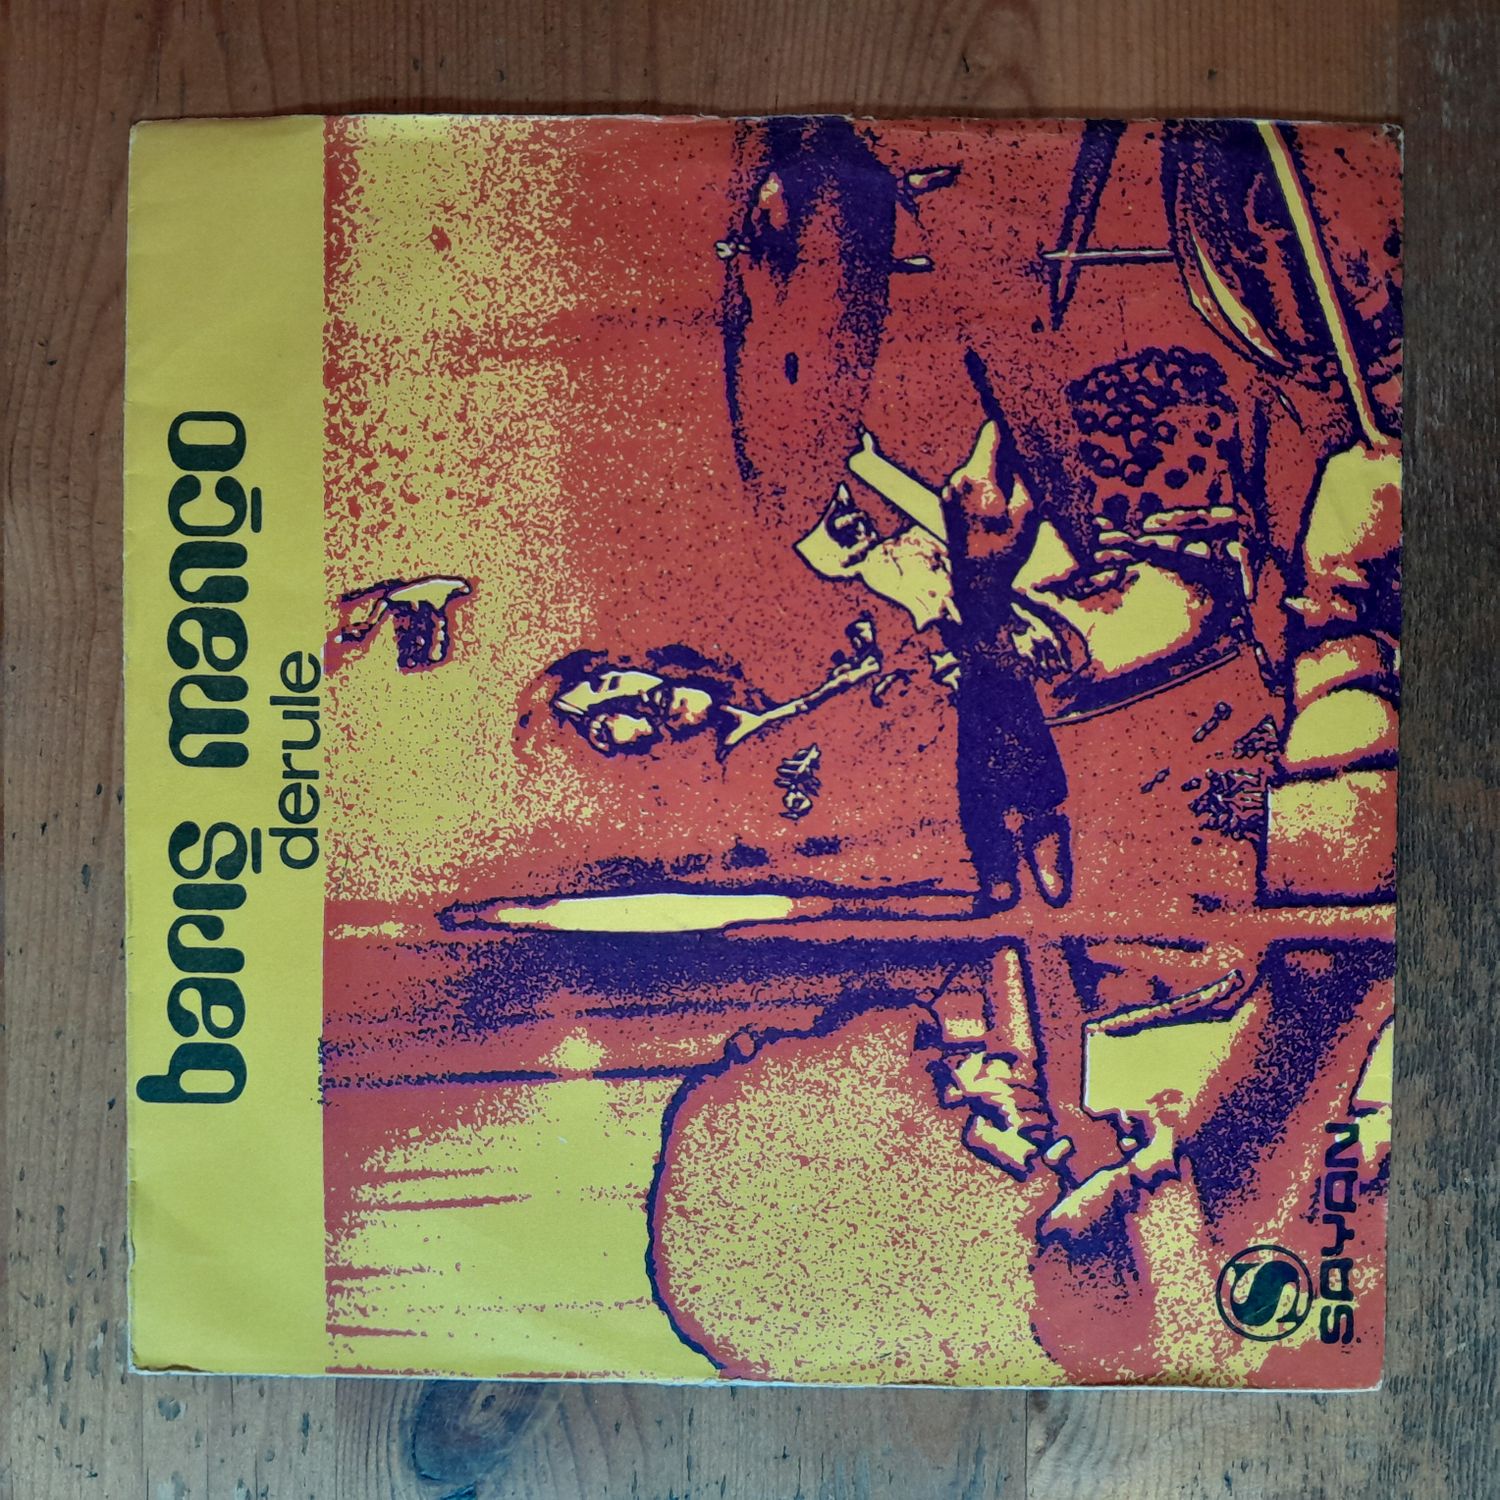 barış manço
derule
S
SAYAN